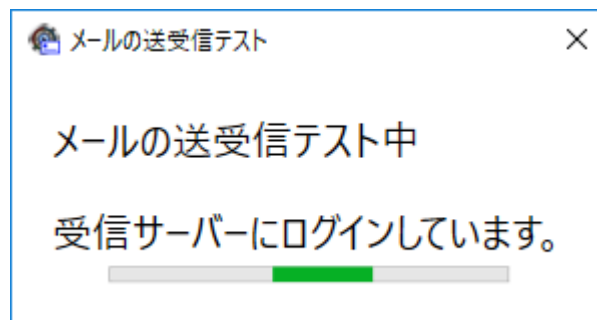 メールの送受信テスト
メールの送受信テスト中
受信サーバーにログインしています。